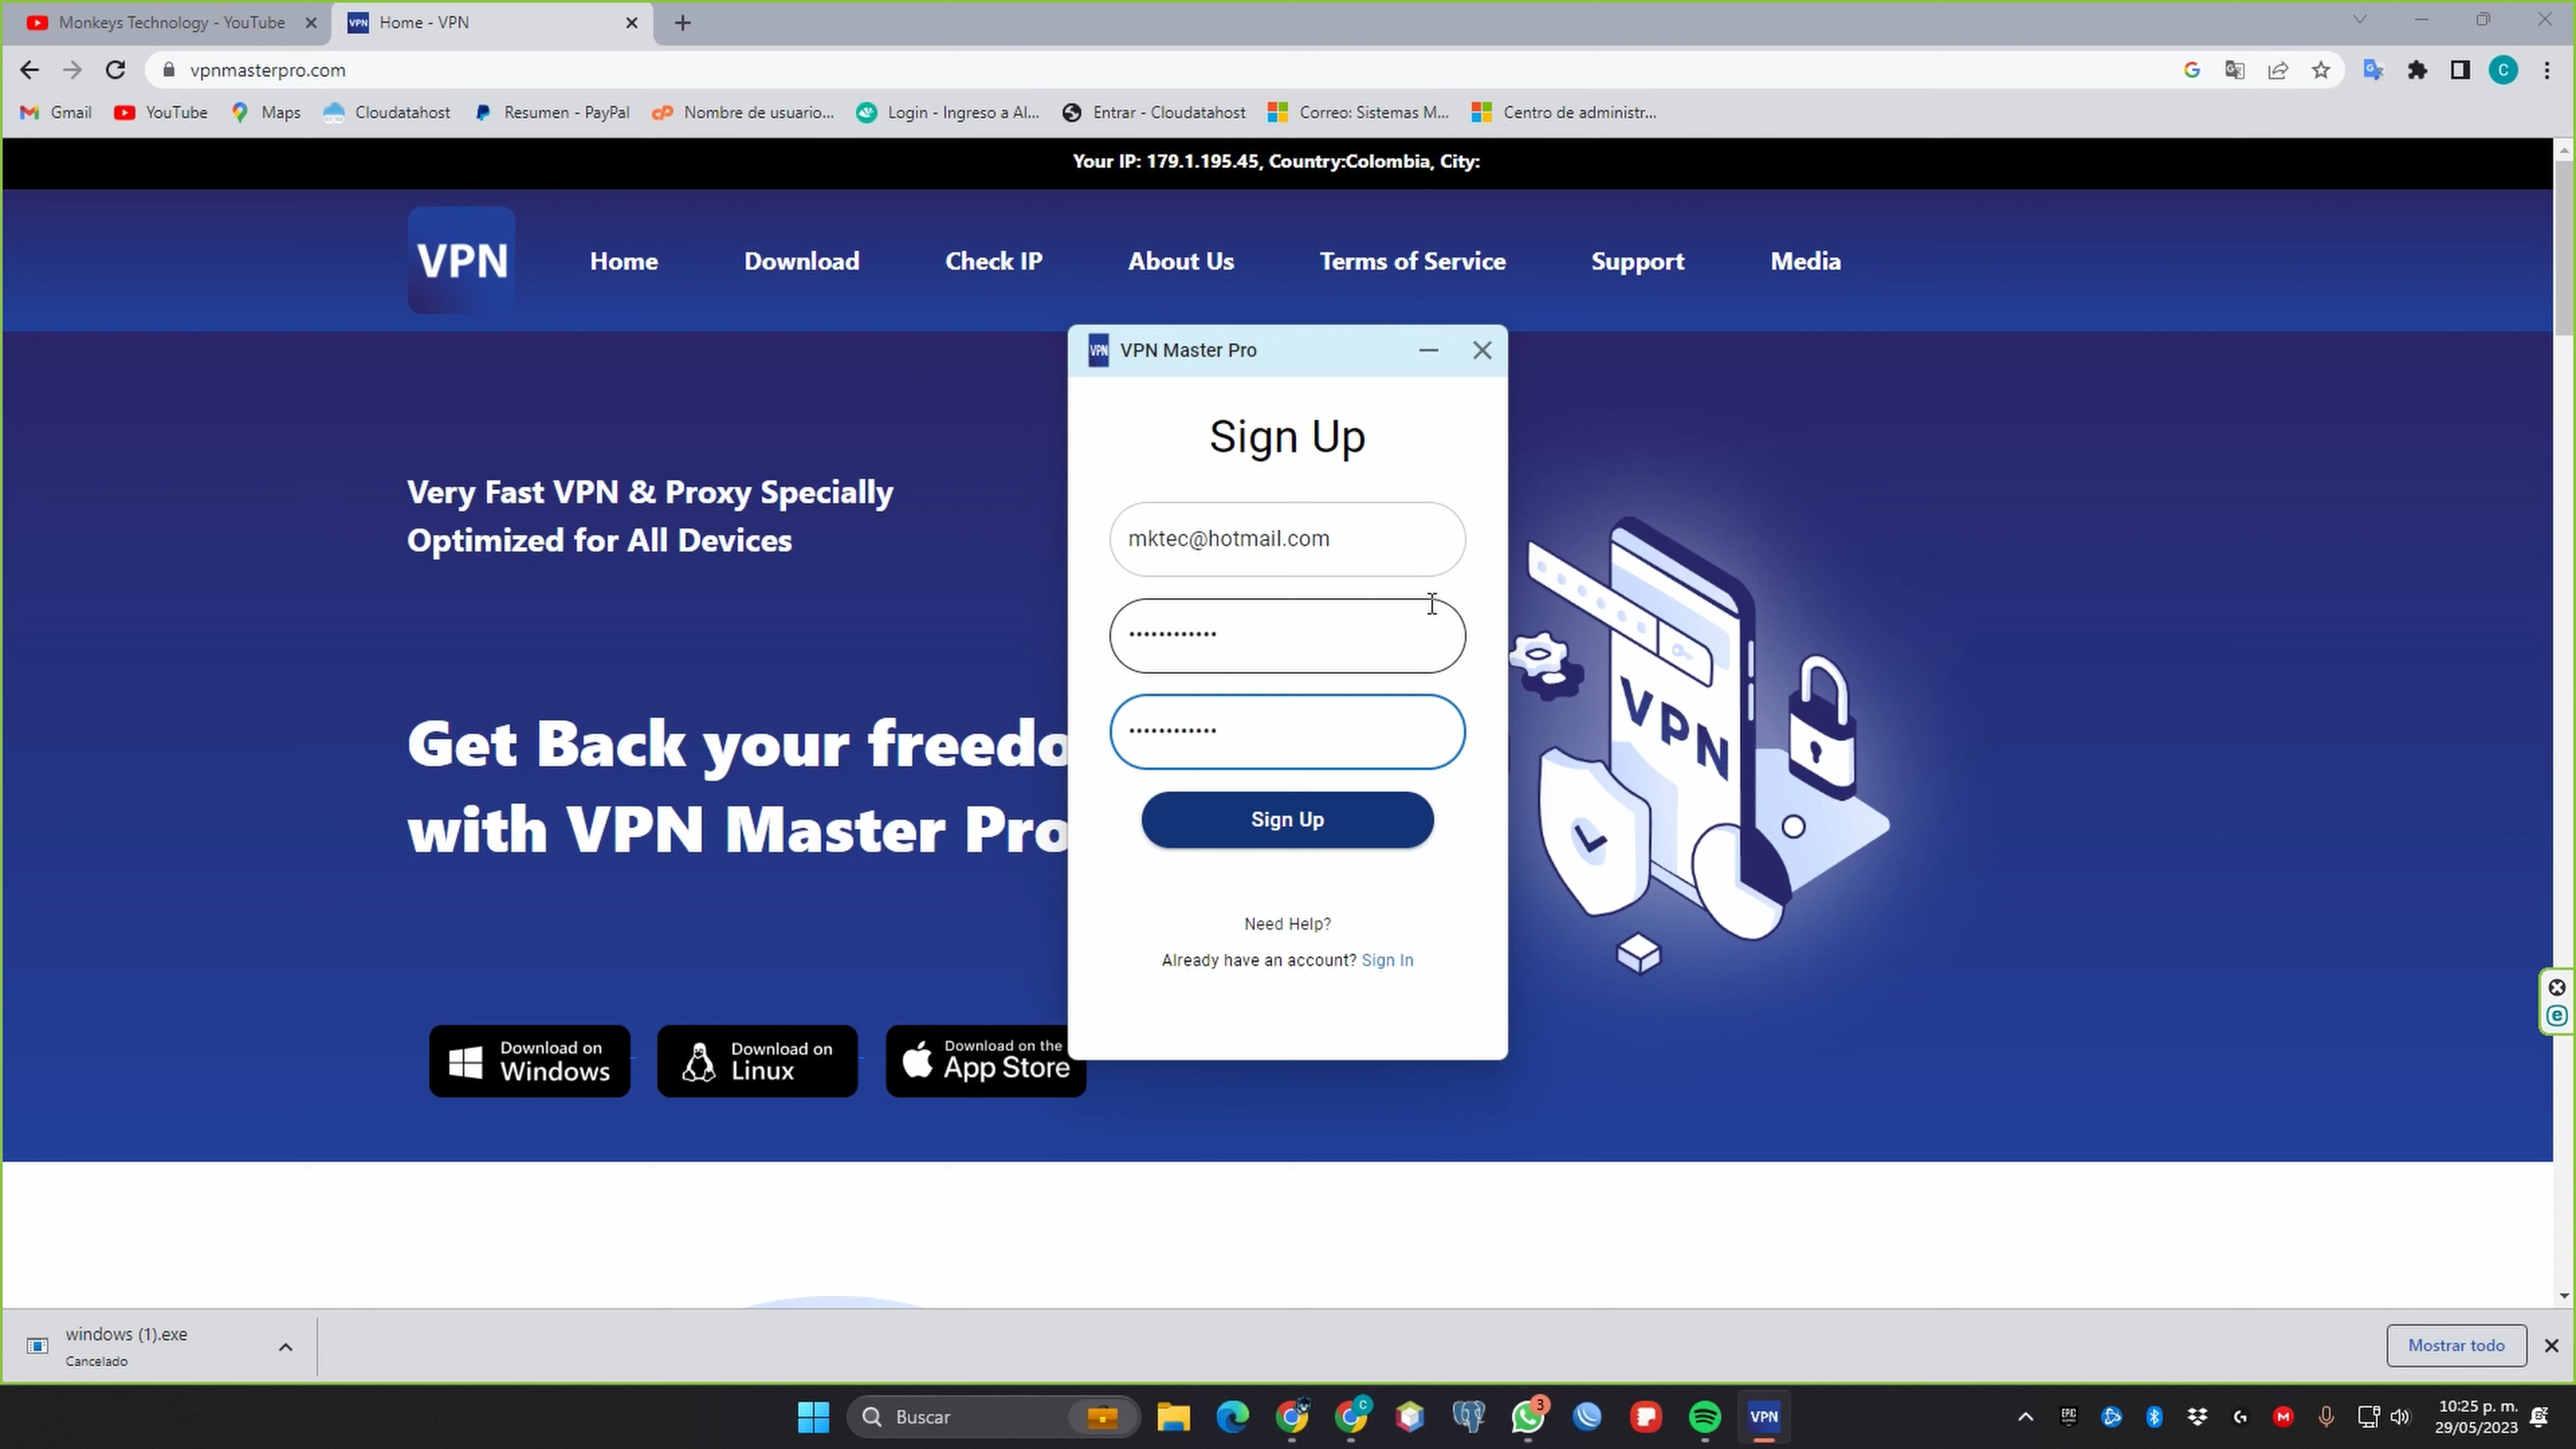 Monkeys Technology - YouTube
VPN
Home - VPN
vpnmasterpro.com
C
Gmail
YouTube
Maps
Cloudatahost
Resumen - PayPal
Nombre de usuario...
Login - Ingreso a Al...
Entrar - Cloudatahost
Correo: Sistemas M...
Centro de administr...
Your IP: 179.1.195.45, Country:Colombia, City:
VPN
Home
Download
Check IP
About Us
Terms of Service
Support
Media
Very Fast VPN & Proxy Specially
Optimized for All Devices
Get Back your freedo
with VPN Master Pro
Download on
Windows
Download on
Linux
Download on the
App Store
VPN
VPN Master Pro
Sign Up
mktec@hotmail.com
••••••••••••
••••••••••••
Sign Up
Need Help?
Already have an account? Sign In
VPN
windows (1).exe
Cancelado
Mostrar todo
Buscar
C
3
VPN
EPIC
10:25 p. m.
29/05/2023